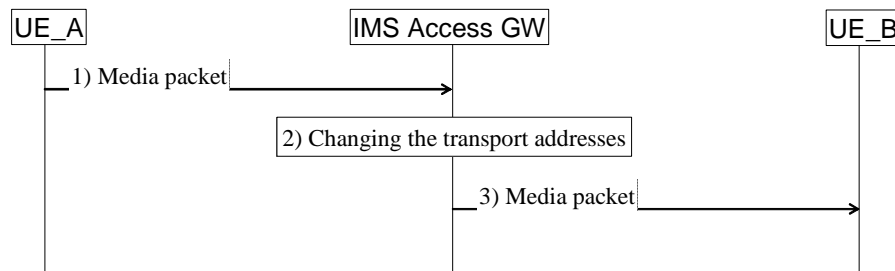 UE_A
IMS Access GW
UE_B
1) Media packet
2) Changing the transport addresses
3) Media packet